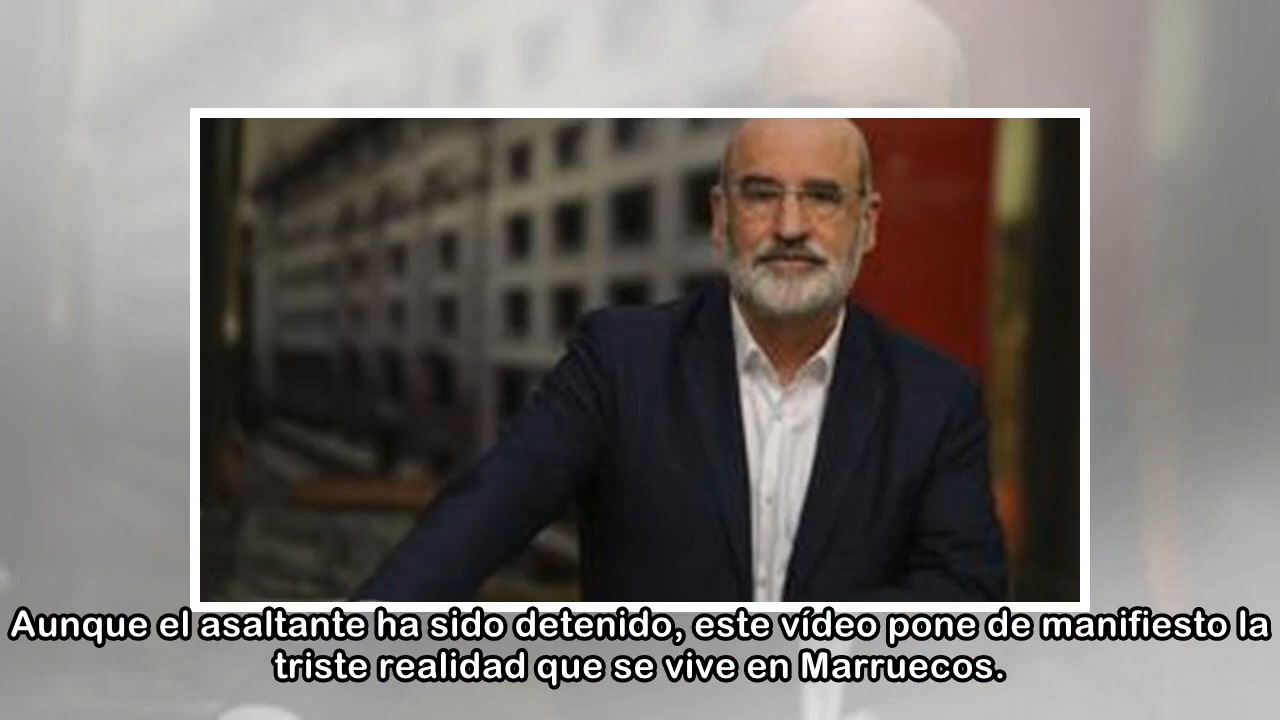 Aunque el asaltante ha sido detenido, este vídeo pone de manifiesto la
triste realidad que se vive en Marruecos.